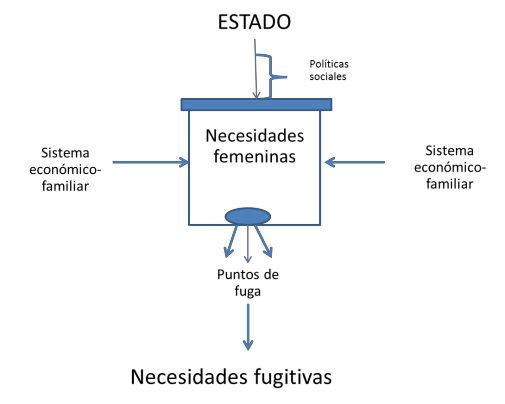 ESTADO
Políticas
sociales
Necesidades
femeninas
Sistema
económico-
familiar
Sistema
económico-
familiar
Puntos de
fuga
Necesidades fugitivas